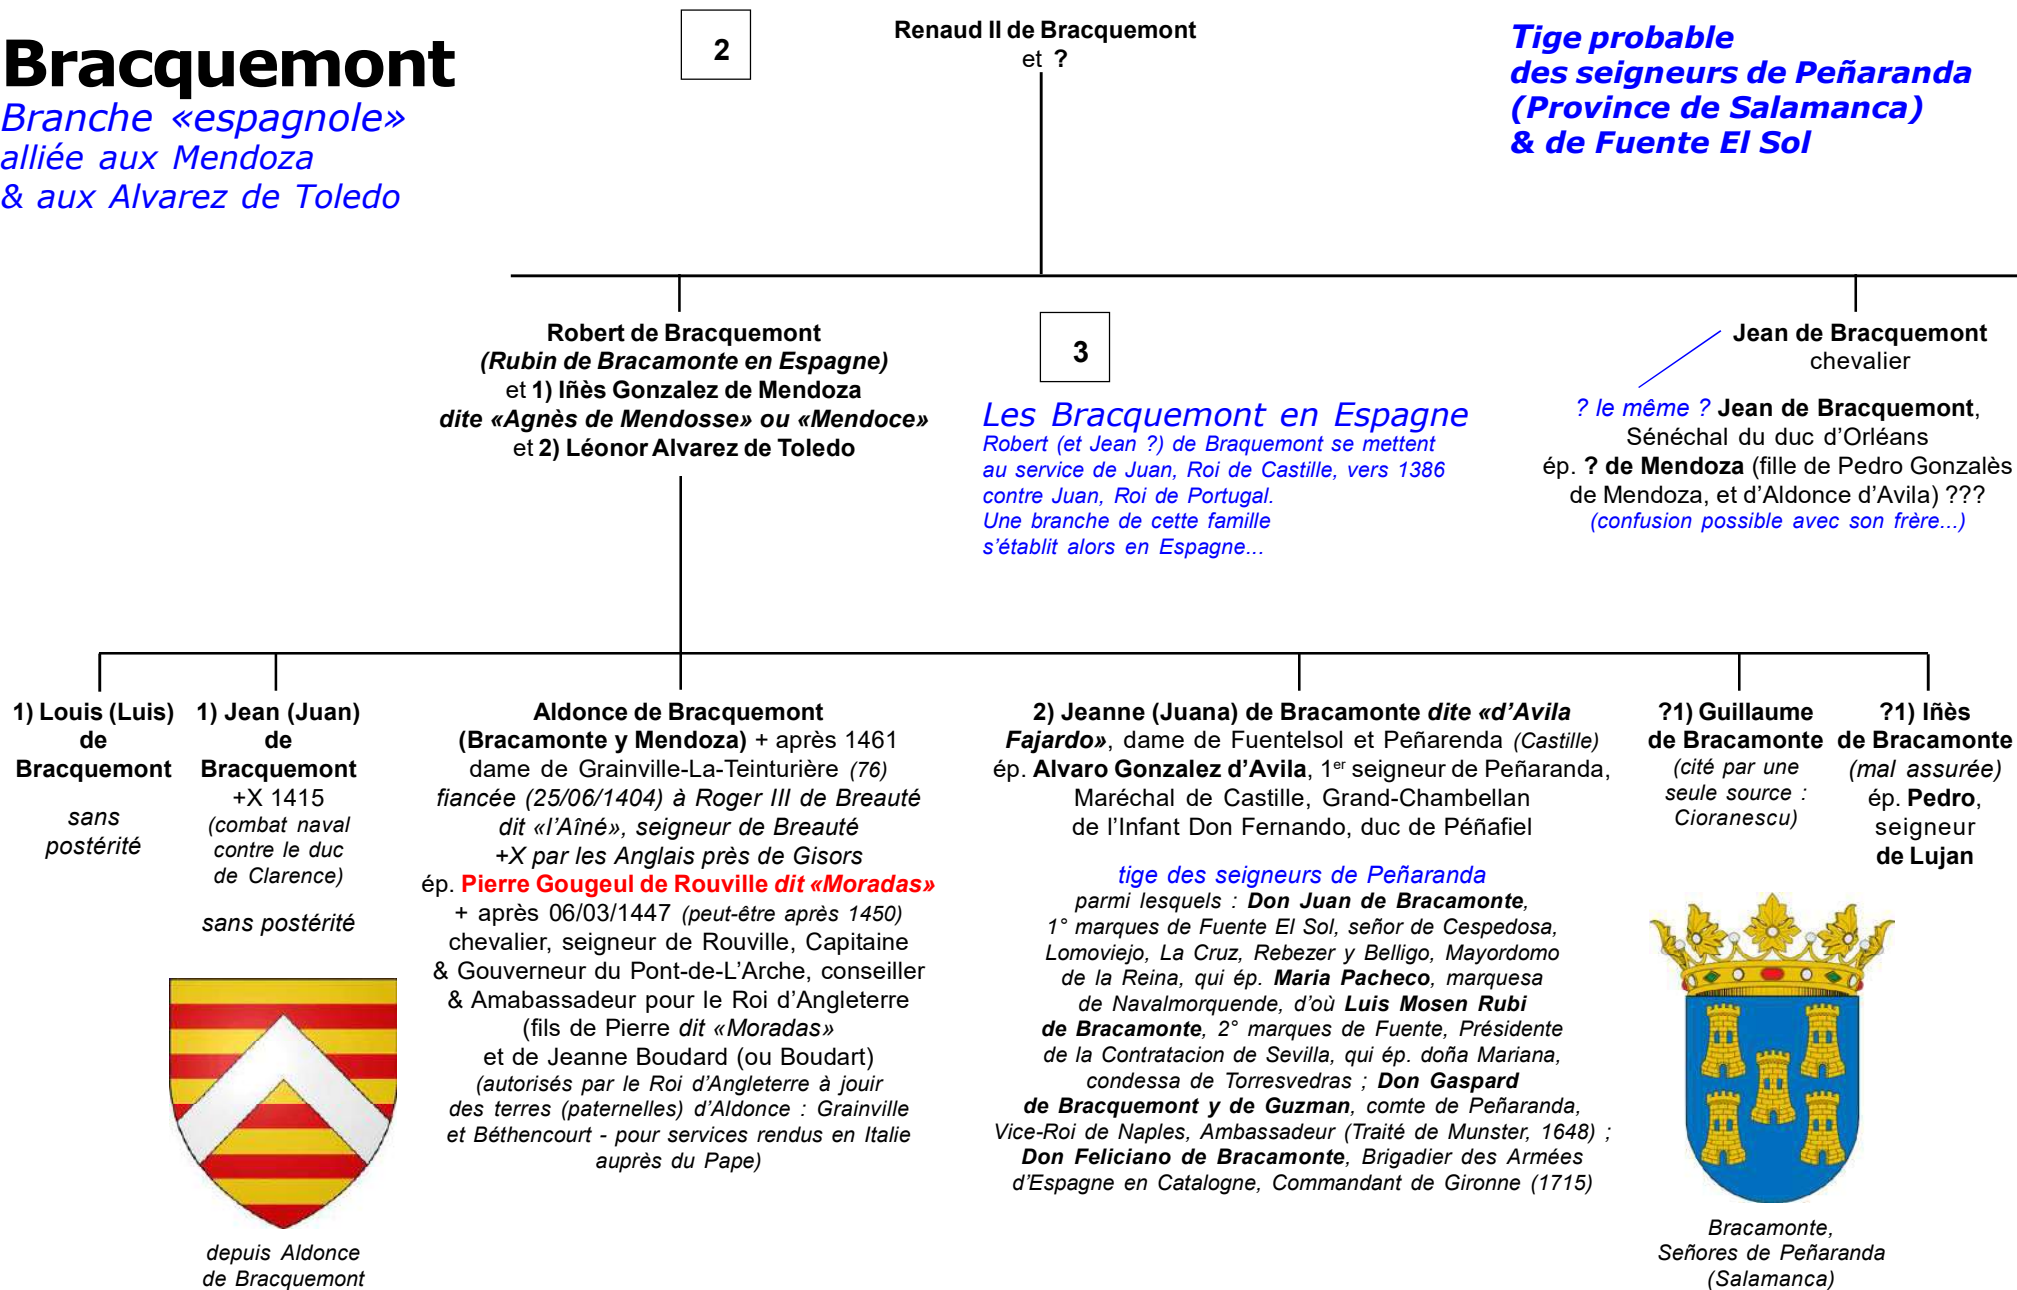 Bracquemont
Branche «espagnole»
alliée aux Mendoza
& aux Alvarez de Toledo
2
Renaud II de Bracquemont
et ?
Tige probable
des seigneurs de Peñaranda
(Province de Salamanca)
& de Fuente El Sol
Robert de Bracquemont
(Rubin de Bracamonte en Espagne)
et 1) Iñès Gonzalez de Mendoza
dite «Agnès de Mendosse» ou «Mendoce»
et 2) Léonor Alvarez de Toledo
3
Les Bracquemont en Espagne
Robert (et Jean ?) de Braquemont se mettent
au service de Juan, Roi de Castille, vers 1386
contre Juan, Roi de Portugal.
Une branche de cette famille
s'établit alors en Espagne...
Jean de Bracquemont
chevalier
? le même ? Jean de Bracquemont,
Sénéchal du duc d'Orléans
ép. ? de Mendoza (fille de Pedro Gonzalès
de Mendoza, et d'Aldonce d'Avila) ???
(confusion possible avec son frère...)
1) Louis (Luis)
de
Bracquemont
sans
postérité
1) Jean (Juan)
de
Bracquemont
+X 1415
(combat naval
contre le duc
de Clarence)
sans postérité
depuis Aldonce
de Bracquemont
Aldonce de Bracquemont
(Bracamonte y Mendoza) + après 1461
dame de Grainville-La-Teinturière (76)
fiancée (25/06/1404) à Roger III de Breauté
dit «l'Aîné», seigneur de Breauté
+X par les Anglais près de Gisors
ép. Pierre Gougeul de Rouville dit «Moradas»
+ après 06/03/1447 (peut-être après 1450)
chevalier, seigneur de Rouville, Capitaine
& Gouverneur du Pont-de-L'Arche, conseiller
& Amabassadeur pour le Roi d'Angleterre
(fils de Pierre dit «Moradas»
et de Jeanne Boudard (ou Boudart)
(autorisés par le Roi d'Angleterre à jouir
des terres (paternelles) d'Aldonce : Grainville
et Béthencourt - pour services rendus en Italie
auprès du Pape)
2) Jeanne (Juana) de Bracamonte dite «d'Avila
Fajardo», dame de Fuentelsol et Peñarenda (Castille)
ép. Alvaro Gonzalez d'Avila, 1er seigneur de Peñaranda,
Maréchal de Castille, Grand-Chambellan
de l'Infant Don Fernando, duc de Péñafiel
tige des seigneurs de Peñaranda
parmi lesquels : Don Juan de Bracamonte,
1° marques de Fuente El Sol, señor de Cespedosa,
Lomoviejo, La Cruz, Rebezer y Belligo, Mayordomo
de la Reina, qui ép. Maria Pacheco, marquesa
de Navalmorquende, d'où Luis Mosen Rubi
de Bracamonte, 2° marques de Fuente, Présidente
de la Contratacion de Sevilla, qui ép. doña Mariana,
condessa de Torresvedras ; Don Gaspard
de Bracquemont y de Guzman, comte de Peñaranda,
Vice-Roi de Naples, Ambassadeur (Traité de Munster, 1648) ;
Don Feliciano de Bracamonte, Brigadier des Armées
d'Espagne en Catalogne, Commandant de Gironne (1715)
?1) Guillaume
de Bracamonte
(cité par une
seule source :
Cioranescu)
?1) Iñès
de Bracamonte
(mal assurée)
ép. Pedro,
seigneur
de Lujan
Bracamonte,
Señores de Peñaranda
(Salamanca)